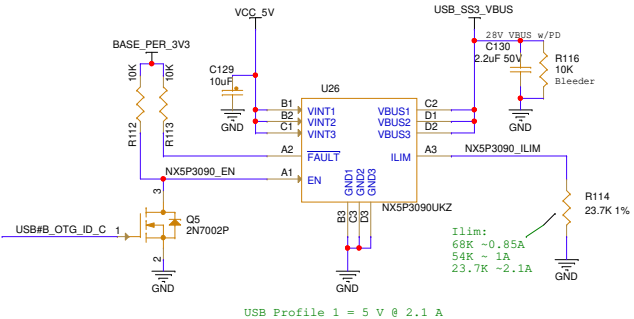 VCC_5V
USB_SS3_VBUS
BASE_PER_3V3
28V VBUS w/PD
C130
2.2uF 50V
R116
10K
Bleeder
10K
10K
C129
10uF
U26
GND
GND
B1
B2
C1
VINT1
VINT2
VINT3
VBUS1
VBUS2
VBUS3
C2
D1
D2
R112
R113
A2
FAULT
ILIM
A3
NX5P3090_ILIM
NX5P3090_EN
A1
EN
GND1
GND2
GND3
NX5P3090UKZ
B3
C3
D3
R114
23.7K 1%
3
Q5
2N7002P
USB#B_OTG_ID_C
1
2
Ilim:
68K ~0.85A
54K ~ 1A
23.7K ~2.1A
GND
GND
GND
USB Profile 1 = 5 V @ 2.1 A